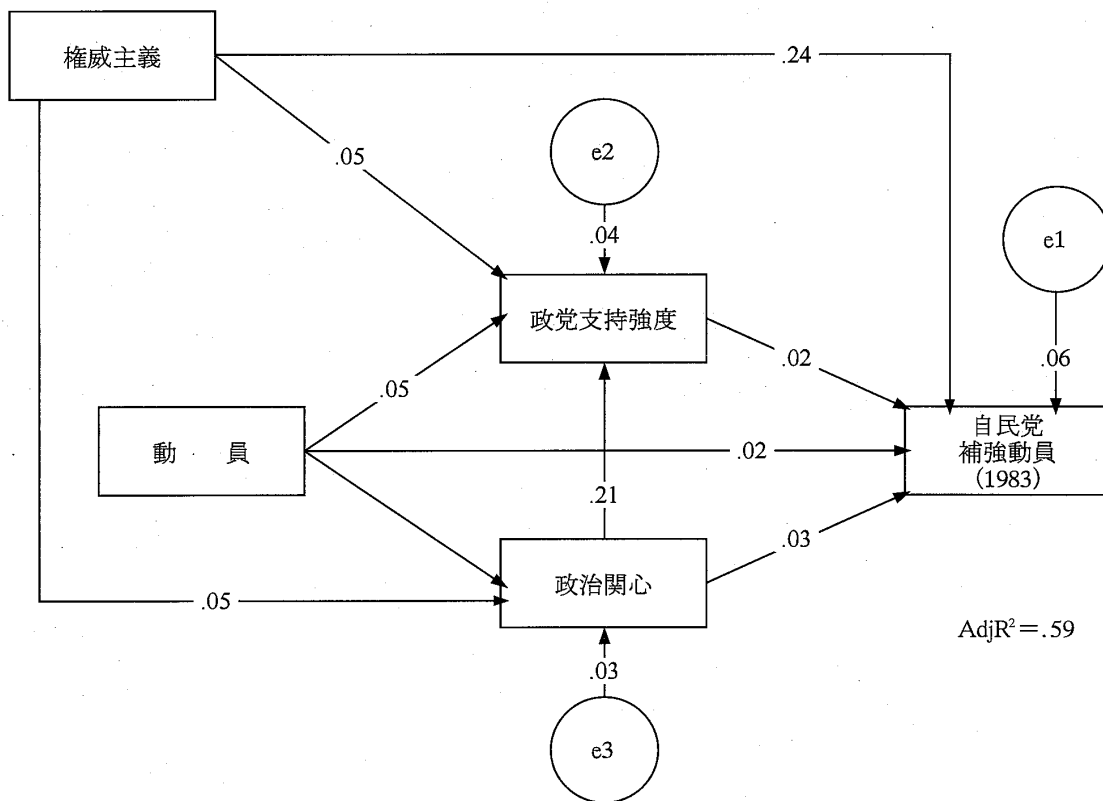 権威主義
.24
e2
.05
.04
e1
政党支持強度
.02
.06
.05
動 員
.02
自民党
補強動員
(1983)
.21
.03
政治関心
.05
AdjR²=.59
.03
e3